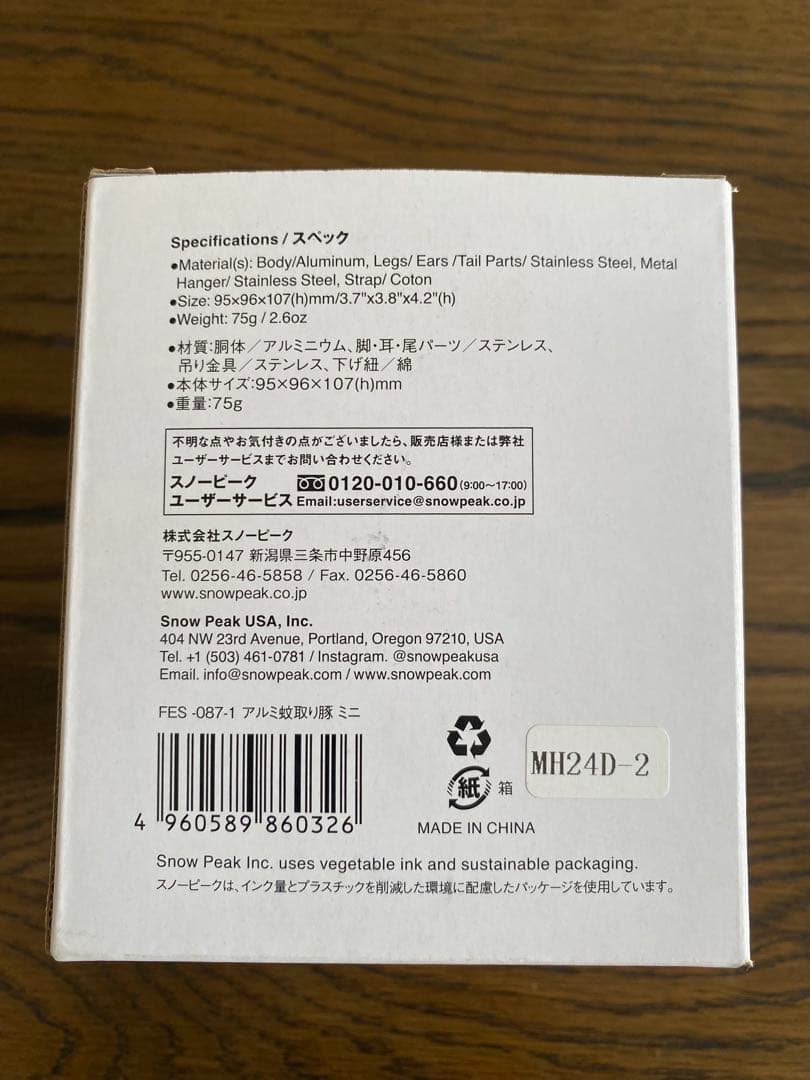 Specifications / スペック
●Material(s): Body/Aluminum, Legs/ Ears /Tail Parts/ Stainless Steel, Metal
Hanger/ Stainless Steel, Strap/ Coton
●Size: 95×96×107(h)mm/3.7"x3.8"x4.2"(h)
●Weight: 75g / 2.6oz
●材質：胴体／アルミニウム、脚・耳・尾パーツ／ステンレス、
吊り金具／ステンレス、下げ紐／綿
●本体サイズ：95×96×107(h)mm
●重量：75g
不明な点やお気付きの点がございましたら、販売店様または弊社
ユーザーサービスまでお問い合わせください。
スノーピーク 0120-010-660 (9:00〜17:00)
ユーザーサービス Email:userservice@snowpeak.co.jp
株式会社スノーピーク
〒955-0147 新潟県三条市中野原456
Tel. 0256-46-5858 / Fax. 0256-46-5860
www.snowpeak.co.jp
Snow Peak USA, Inc.
404 NW 23rd Avenue, Portland, Oregon 97210, USA
Tel. +1 (503) 461-0781 / Instagram. @snowpeakusa
Email. info@snowpeak.com / www.snowpeak.com
FES -087-1 アルミ蚊取り豚 ミニ
4 960589 860326
紙 箱
MH24D-2
MADE IN CHINA
Snow Peak Inc. uses vegetable ink and sustainable packaging.
スノーピークは、インク量とプラスチックを削減した環境に配慮したパッケージを使用しています。